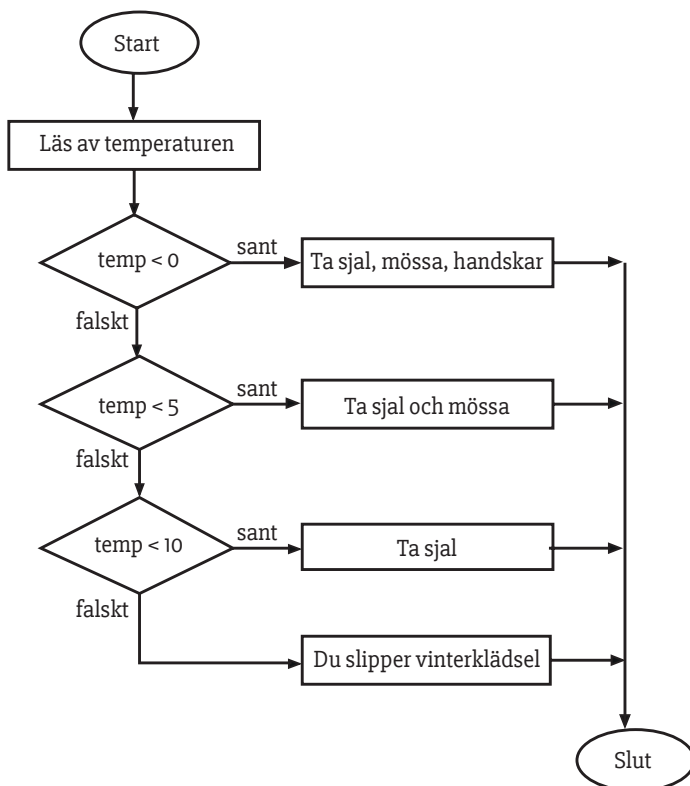 Start
Läs av temperaturen
temp < 0
sant
Ta sjal, mössa, handskar
falskt
temp < 5
sant
Ta sjal och mössa
falskt
temp < 10
sant
Ta sjal
falskt
Du slipper vinterklädsel
Slut